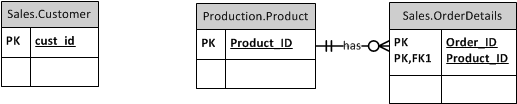 Sales.Customer
PK cust_id
Production.Product
PK Product_ID
has
Sales.OrderDetails
PK Order_ID
PK,FK1 Product_ID